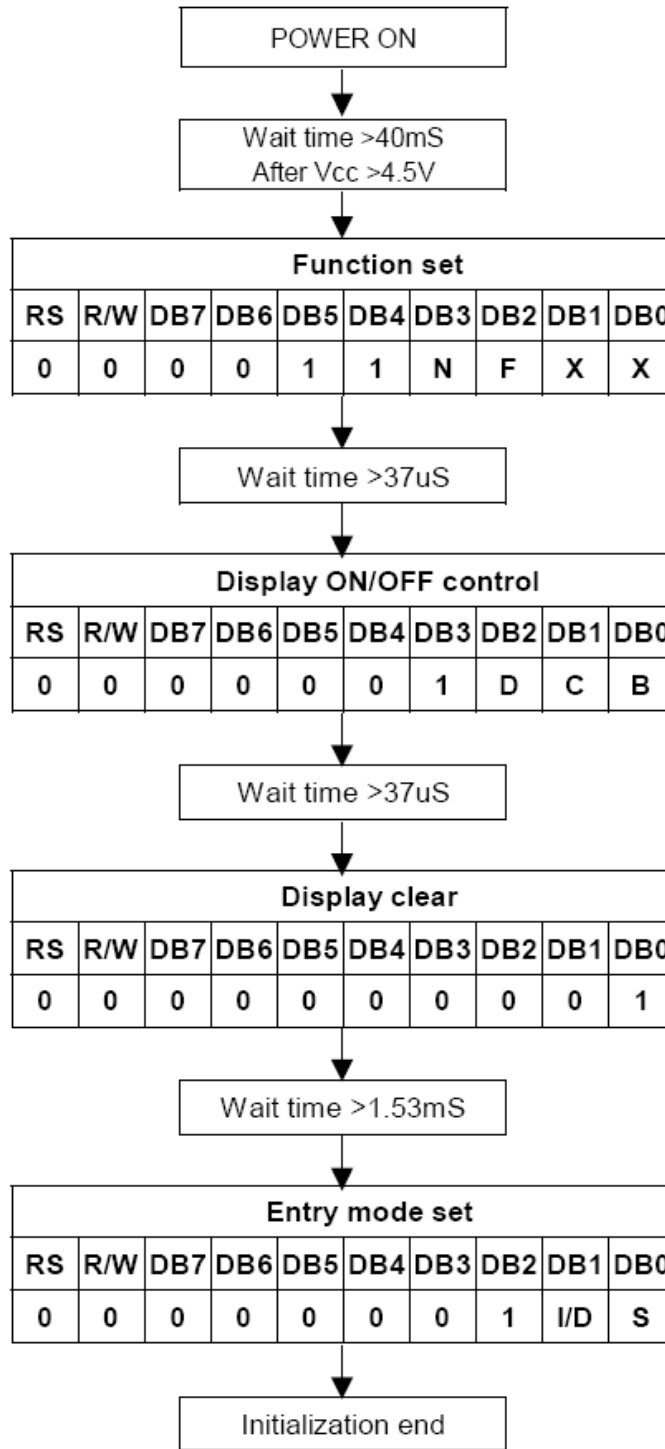 POWER ON
Wait time >40mS
After Vcc >4.5V
Function set
RS R/W DB7 DB6 DB5 DB4 DB3 DB2 DB1 DB0
0 0 0 0 1 1 N F X X
Wait time >37uS
Display ON/OFF control
RS R/W DB7 DB6 DB5 DB4 DB3 DB2 DB1 DB0
0 0 0 0 0 0 1 D C B
Wait time >37uS
Display clear
RS R/W DB7 DB6 DB5 DB4 DB3 DB2 DB1 DB0
0 0 0 0 0 0 0 0 0 1
Wait time >1.53mS
Entry mode set
RS R/W DB7 DB6 DB5 DB4 DB3 DB2 DB1 DB0
0 0 0 0 0 0 0 1 I/D S
Initialization end